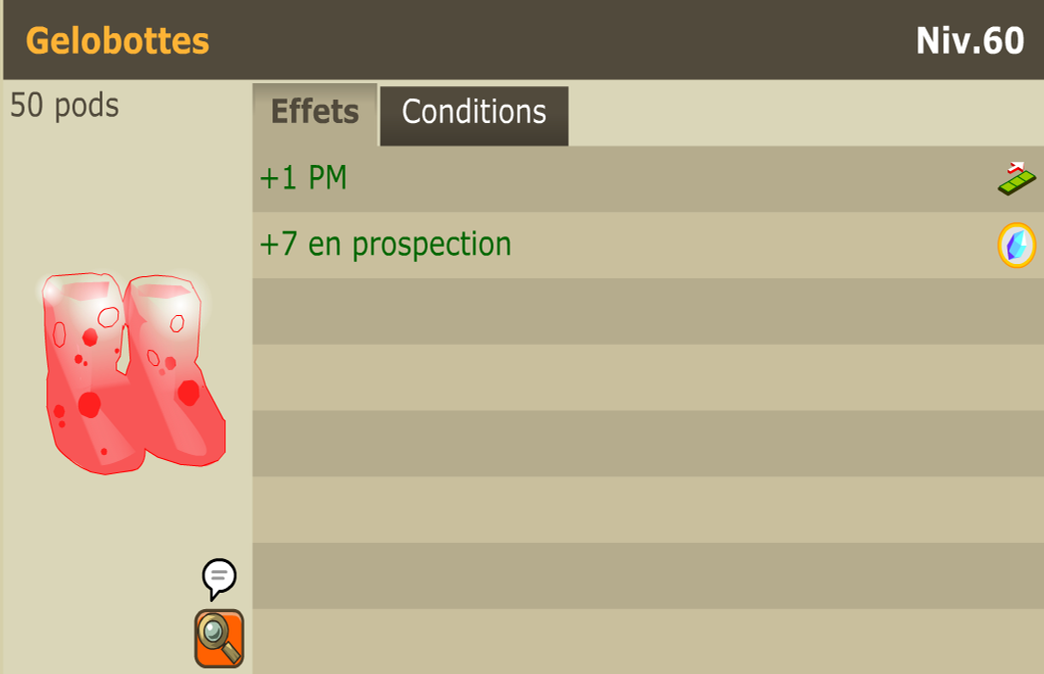 Gelobottes
Niv.60
50 pods
Effets
Conditions
+1 PM
+7 en prospection